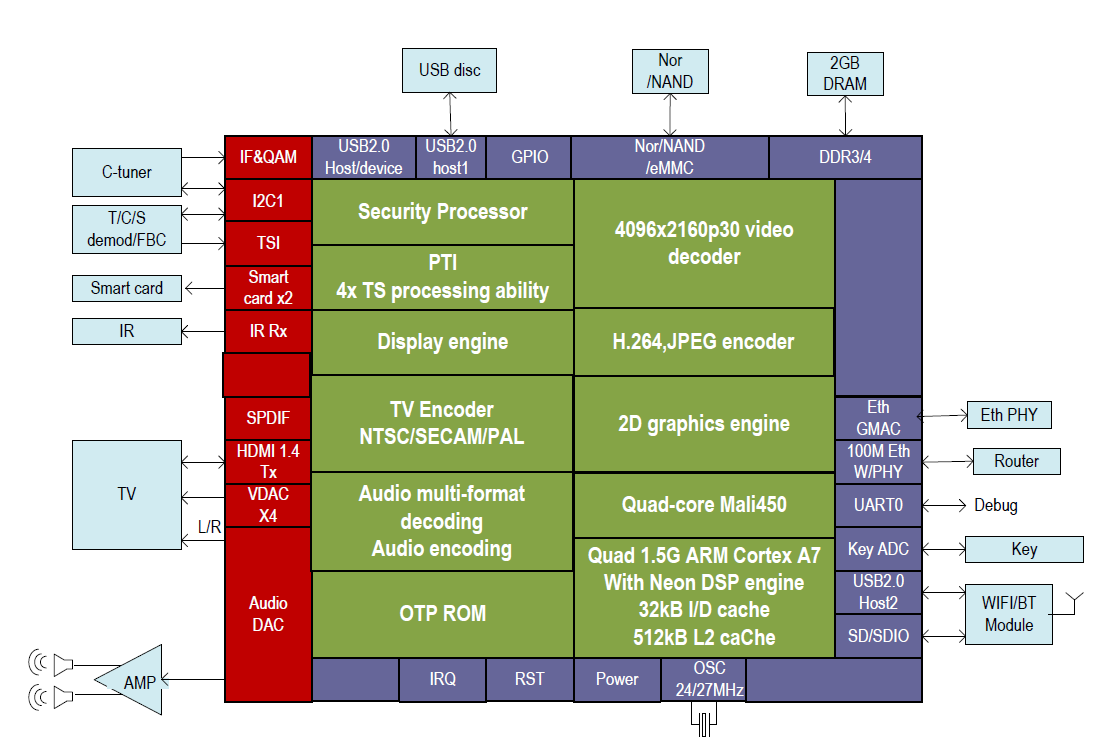 USB disc
Nor
/NAND
2GB
DRAM
C-tuner
T/C/S
demod/FBC
Smart card
IR
TV
L/R
AMP
IF&QAM
I2C1
TSI
Smart
card x2
IR Rx
SPDIF
HDMI 1.4
Tx
VDAC
X4
Audio
DAC
USB2.0
Host/device
USB2.0
host1
GPIO
Nor/NAND
/eMMC
DDR3/4
Security Processor
PTI
4x TS processing ability
Display engine
TV Encoder
NTSC/SECAM/PAL
Audio multi-format
decoding
Audio encoding
OTP ROM
4096x2160p30 video
decoder
H.264,JPEG encoder
2D graphics engine
Quad-core Mali450
Quad 1.5G ARM Cortex A7
With Neon DSP engine
32kB I/D cache
512kB L2 caChe
Eth
GMAC
100M Eth
W/PHY
UART0
Key ADC
USB2.0
Host2
SD/SDIO
Eth PHY
Router
Debug
Key
WIFI/BT
Module
IRQ
RST
Power
OSC
24/27MHz